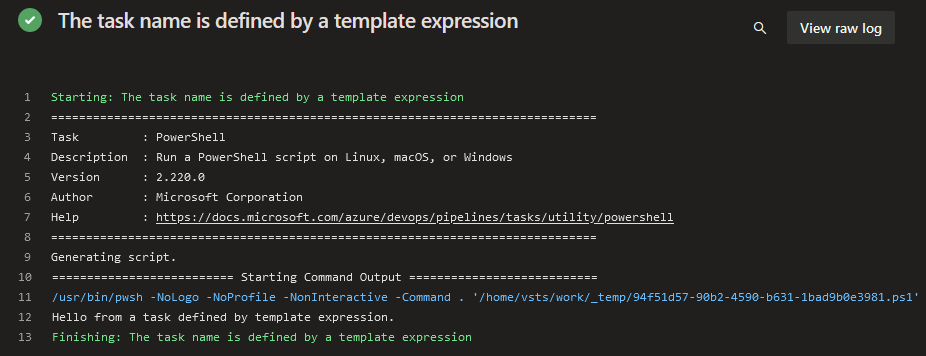 The task name is defined by a template expression
View raw log
1 Starting: The task name is defined by a template expression
2 ==============================================================================
3 Task         : PowerShell
4 Description  : Run a PowerShell script on Linux, macOS, or Windows
5 Version      : 2.220.0
6 Author       : Microsoft Corporation
7 Help         : https://docs.microsoft.com/azure/devops/pipelines/tasks/utility/powershell
8 ==============================================================================
9 Generating script.
10 ========================== Starting Command Output ===========================
11 /usr/bin/pwsh -NoLogo -NoProfile -NonInteractive -Command . '/home/vsts/work/_temp/94f51d57-90b2-4590-b631-1bad9b0e3981.ps1'
12 Hello from a task defined by template expression.
13 Finishing: The task name is defined by a template expression